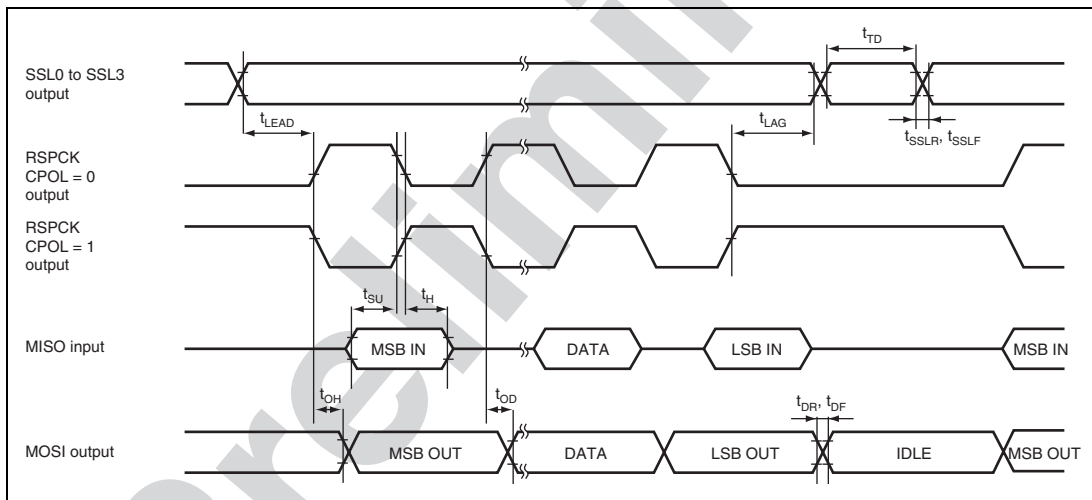 SSL0 to SSL3
output
tTD
tLEAD
tLAG
tSSLR, tSSLF
RSPCK
CPOL = 0
output
RSPCK
CPOL = 1
output
tSU
tH
MISO input
MSB IN
DATA
LSB IN
MSB IN
tOH
tOD
tDR, tDF
MOSI output
MSB OUT
DATA
LSB OUT
IDLE
MSB OUT
Preliminary